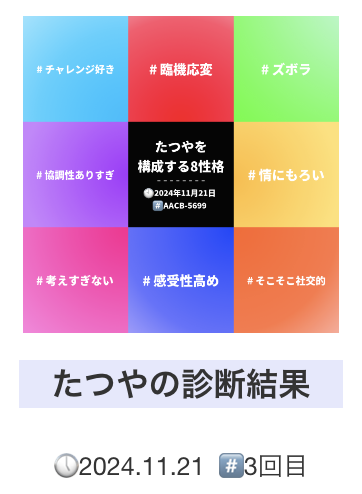 # チャレンジ好き
# 臨機応変
# ズボラ
# 協調性ありすぎ
たつやを
構成する8性格
- - - - - - - -
🕓2024年11月21日
#️⃣AACB-5699
# 情にもろい
# 考えすぎない
# 感受性高め
# そこそこ社交的
たつやの診断結果
🕓2024.11.21 #️⃣3回目